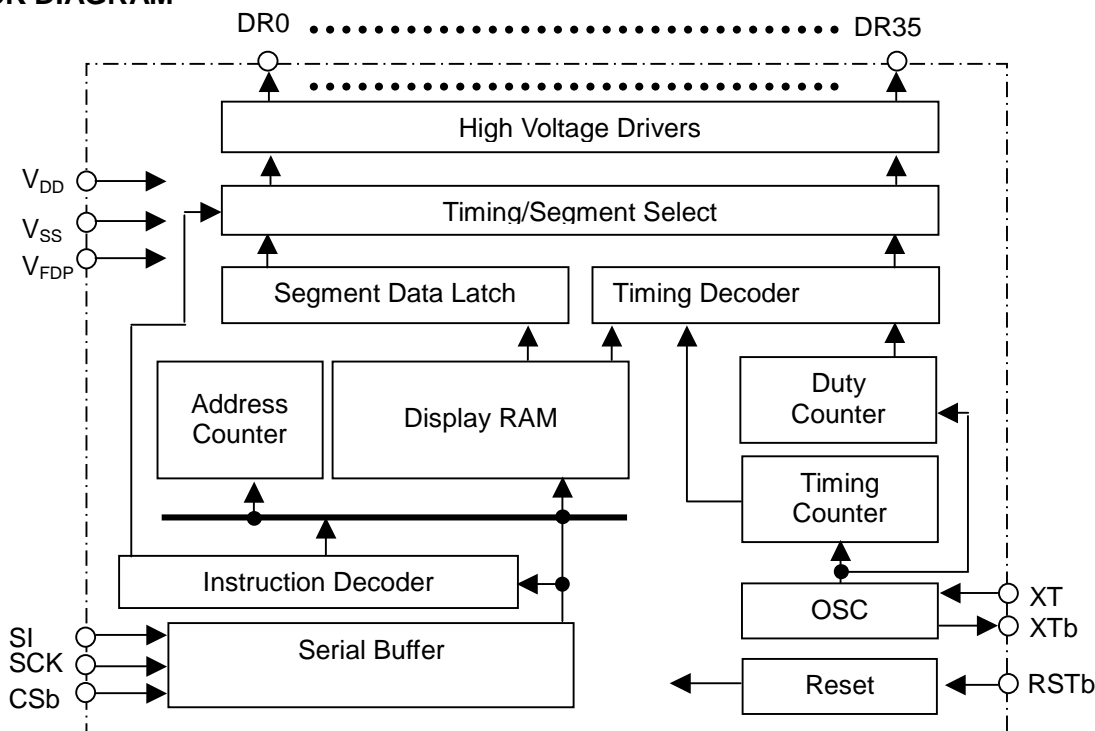 DR0
DR35
High Voltage Drivers
VDD
VSS
VFDP
Timing/Segment Select
Segment Data Latch
Timing Decoder
Address
Counter
Display RAM
Duty
Counter
Timing
Counter
Instruction Decoder
OSC
XT
XTb
SI
SCK
CSb
Serial Buffer
Reset
RSTb